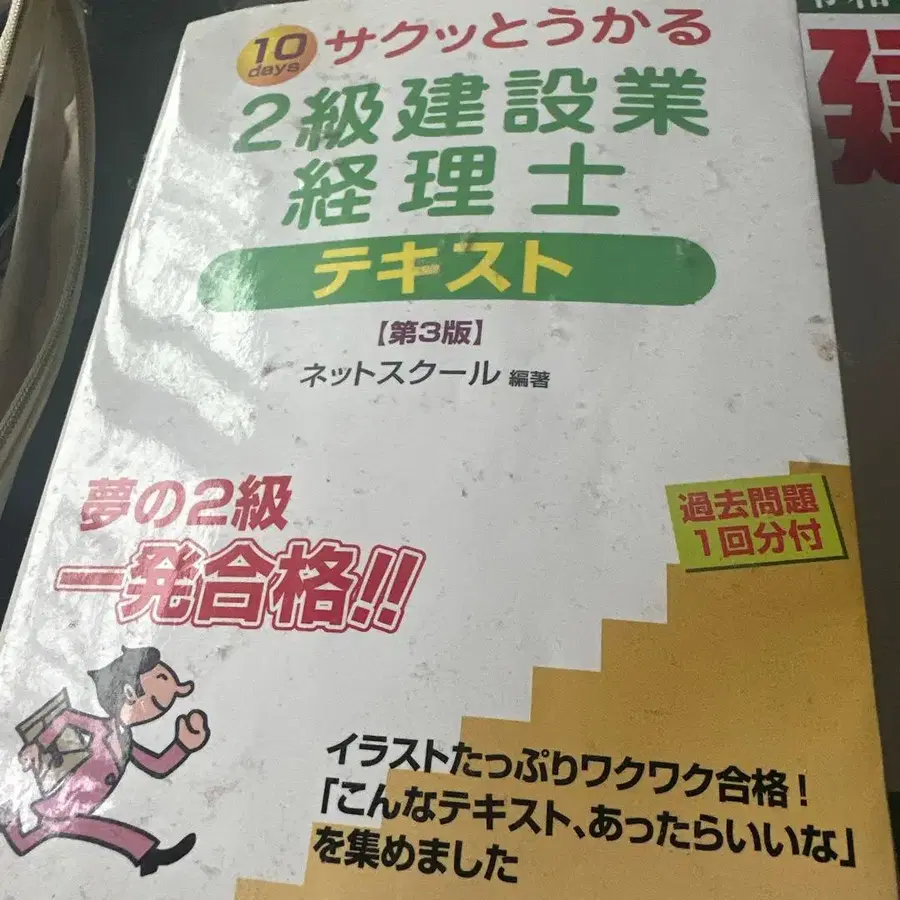 10 days サクッとうかる
2級建設業
経理士
テキスト
【第3版】
ネットスクール 編著
夢の2級
一発合格!!
過去問題
1回分付
イラストたっぷりワクワク合格!
「こんなテキスト、あったらいいな」
を集めました